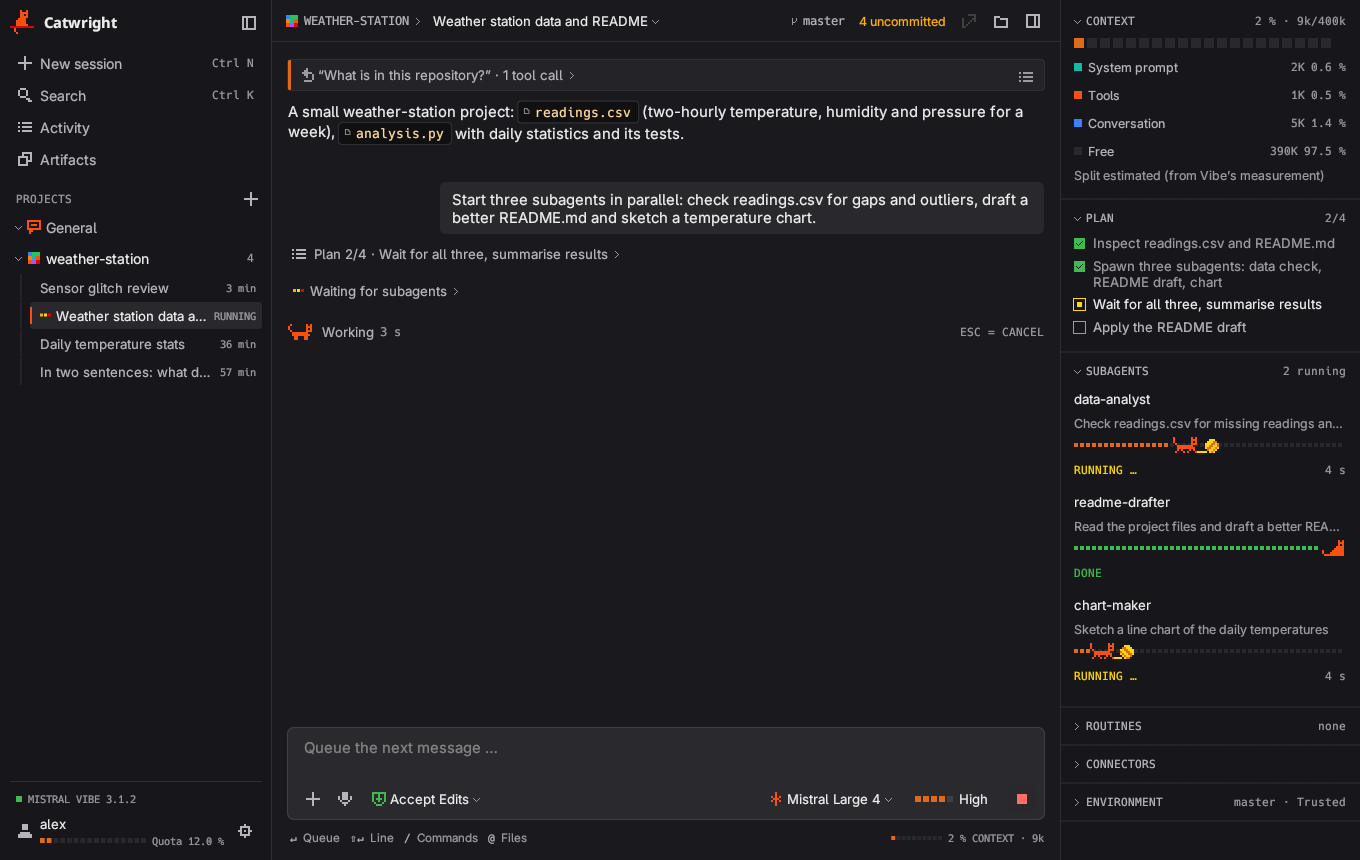 Catwright
New session Ctrl N
Search Ctrl K
Activity
Artifacts
PROJECTS
General
weather-station 4
Sensor glitch review 3 min
Weather station data a... RUNNING
Daily temperature stats 36 min
In two sentences: what d... 57 min
MISTRAL VIBE 3.1.2
alex
Quota 12.0 %
WEATHER-STATION Weather station data and README master 4 uncommitted
“What is in this repository?” · 1 tool call
A small weather-station project: readings.csv (two-hourly temperature, humidity and pressure for a
week), analysis.py with daily statistics and its tests.
Start three subagents in parallel: check readings.csv for gaps and outliers, draft a
better README.md and sketch a temperature chart.
Plan 2/4 · Wait for all three, summarise results
Waiting for subagents
Working 3 s ESC = CANCEL
Queue the next message ...
Accept Edits Mistral Large 4 High
↵ Queue ⇧↵ Line / Commands @ Files 2 % CONTEXT · 9k
CONTEXT 2 % · 9k/400k
System prompt 2K 0.6 %
Tools 1K 0.5 %
Conversation 5K 1.4 %
Free 390K 97.5 %
Split estimated (from Vibe’s measurement)
PLAN 2/4
Inspect readings.csv and README.md
Spawn three subagents: data check,
README draft, chart
Wait for all three, summarise results
Apply the README draft
SUBAGENTS 2 running
data-analyst
Check readings.csv for missing readings an...
RUNNING … 4 s
readme-drafter
Read the project files and draft a better REA...
DONE
chart-maker
Sketch a line chart of the daily temperatures
RUNNING … 4 s
ROUTINES none
CONNECTORS
ENVIRONMENT master · Trusted